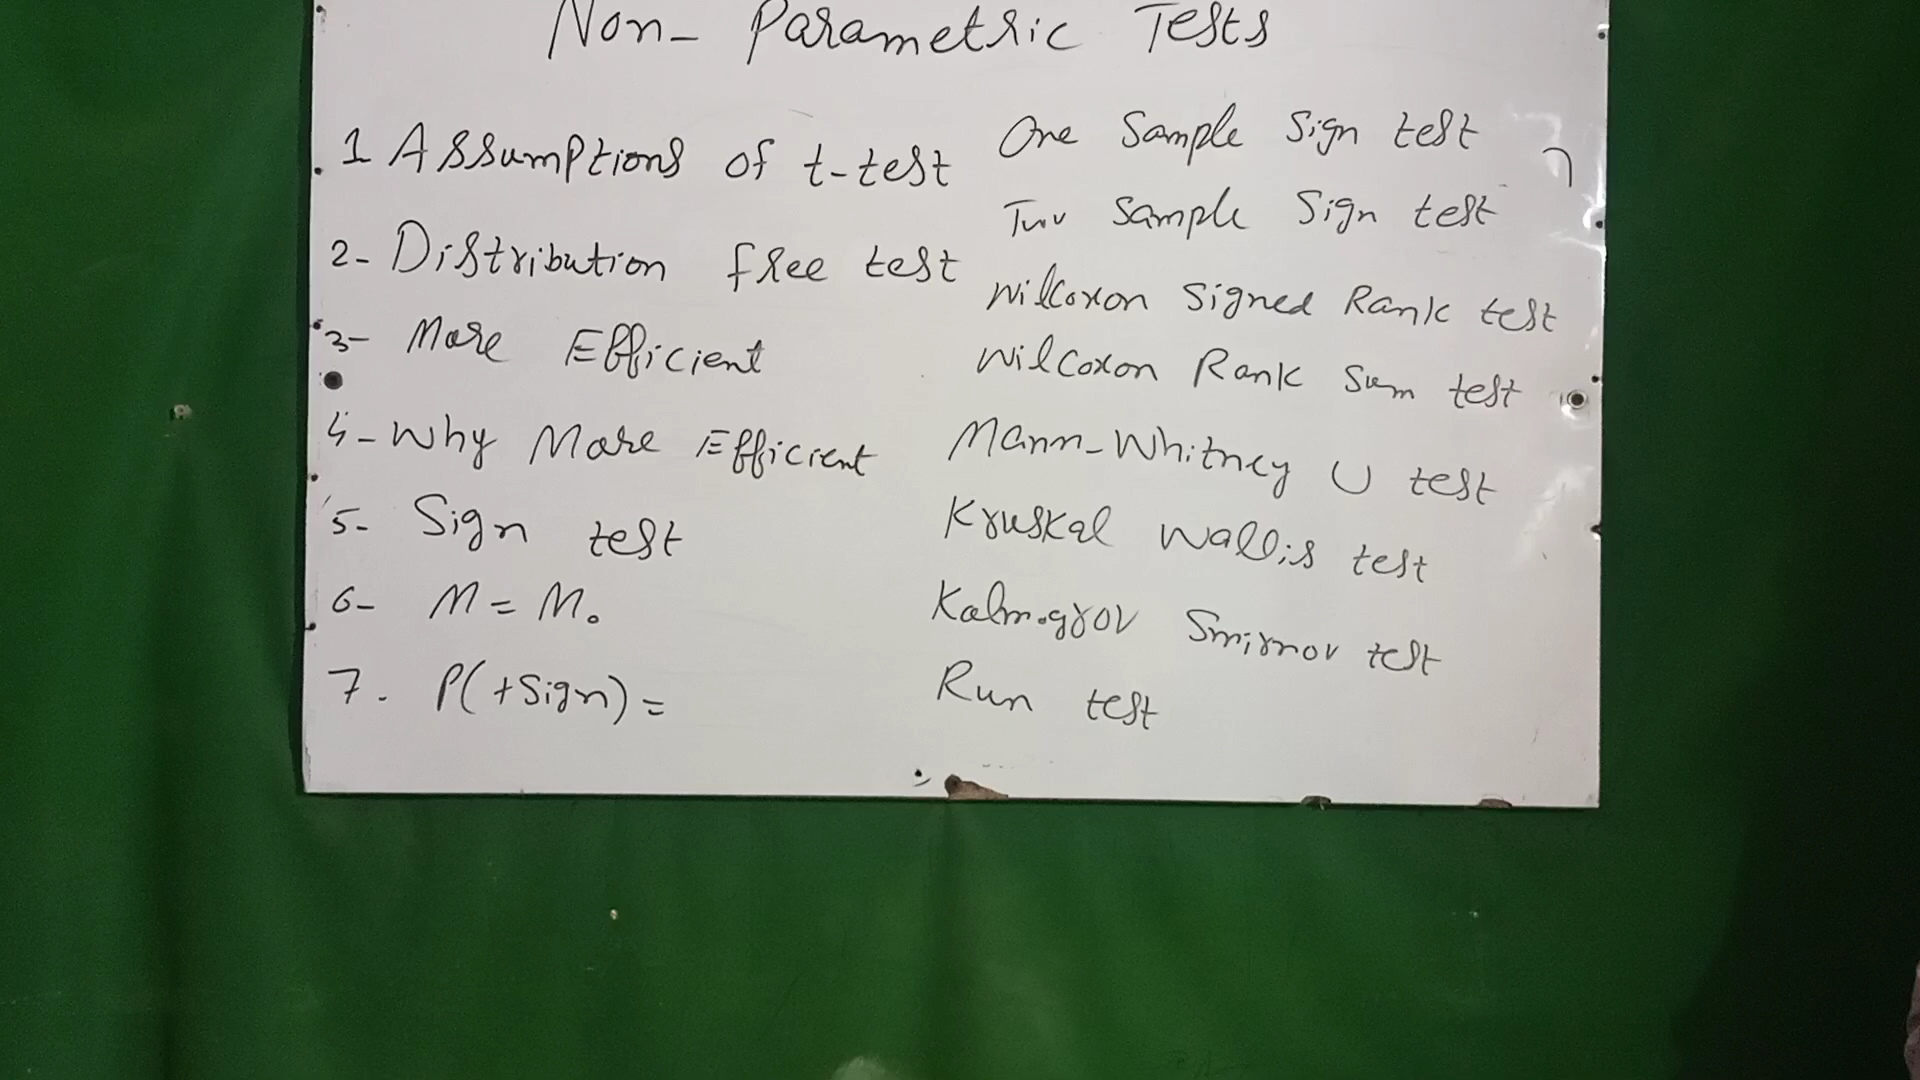 Non- Parametric Tests
1 Assumptions of t-test
2- Distribution free test
3- More Efficient
4- Why More Efficient
5- Sign test
6- M = M₀
7. P(+Sign) =
One Sample Sign test
Two Sample Sign test
Wilcoxon Signed Rank test
Wilcoxon Rank Sum test
Mann-Whitney U test
Kruskal Wallis test
Kalmogrov Smirnov test
Run test